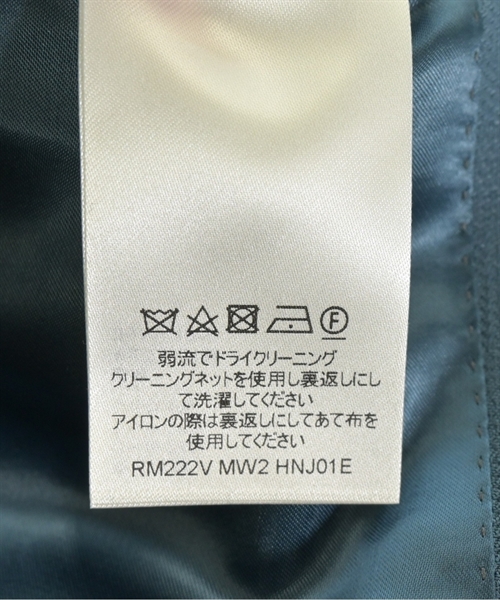 F
弱流でドライクリーニング
クリーニングネットを使用し裏返しにし
て洗濯してください
アイロンの際は裏返しにしてあて布を
使用してください
RM222V MW2 HNJ01E